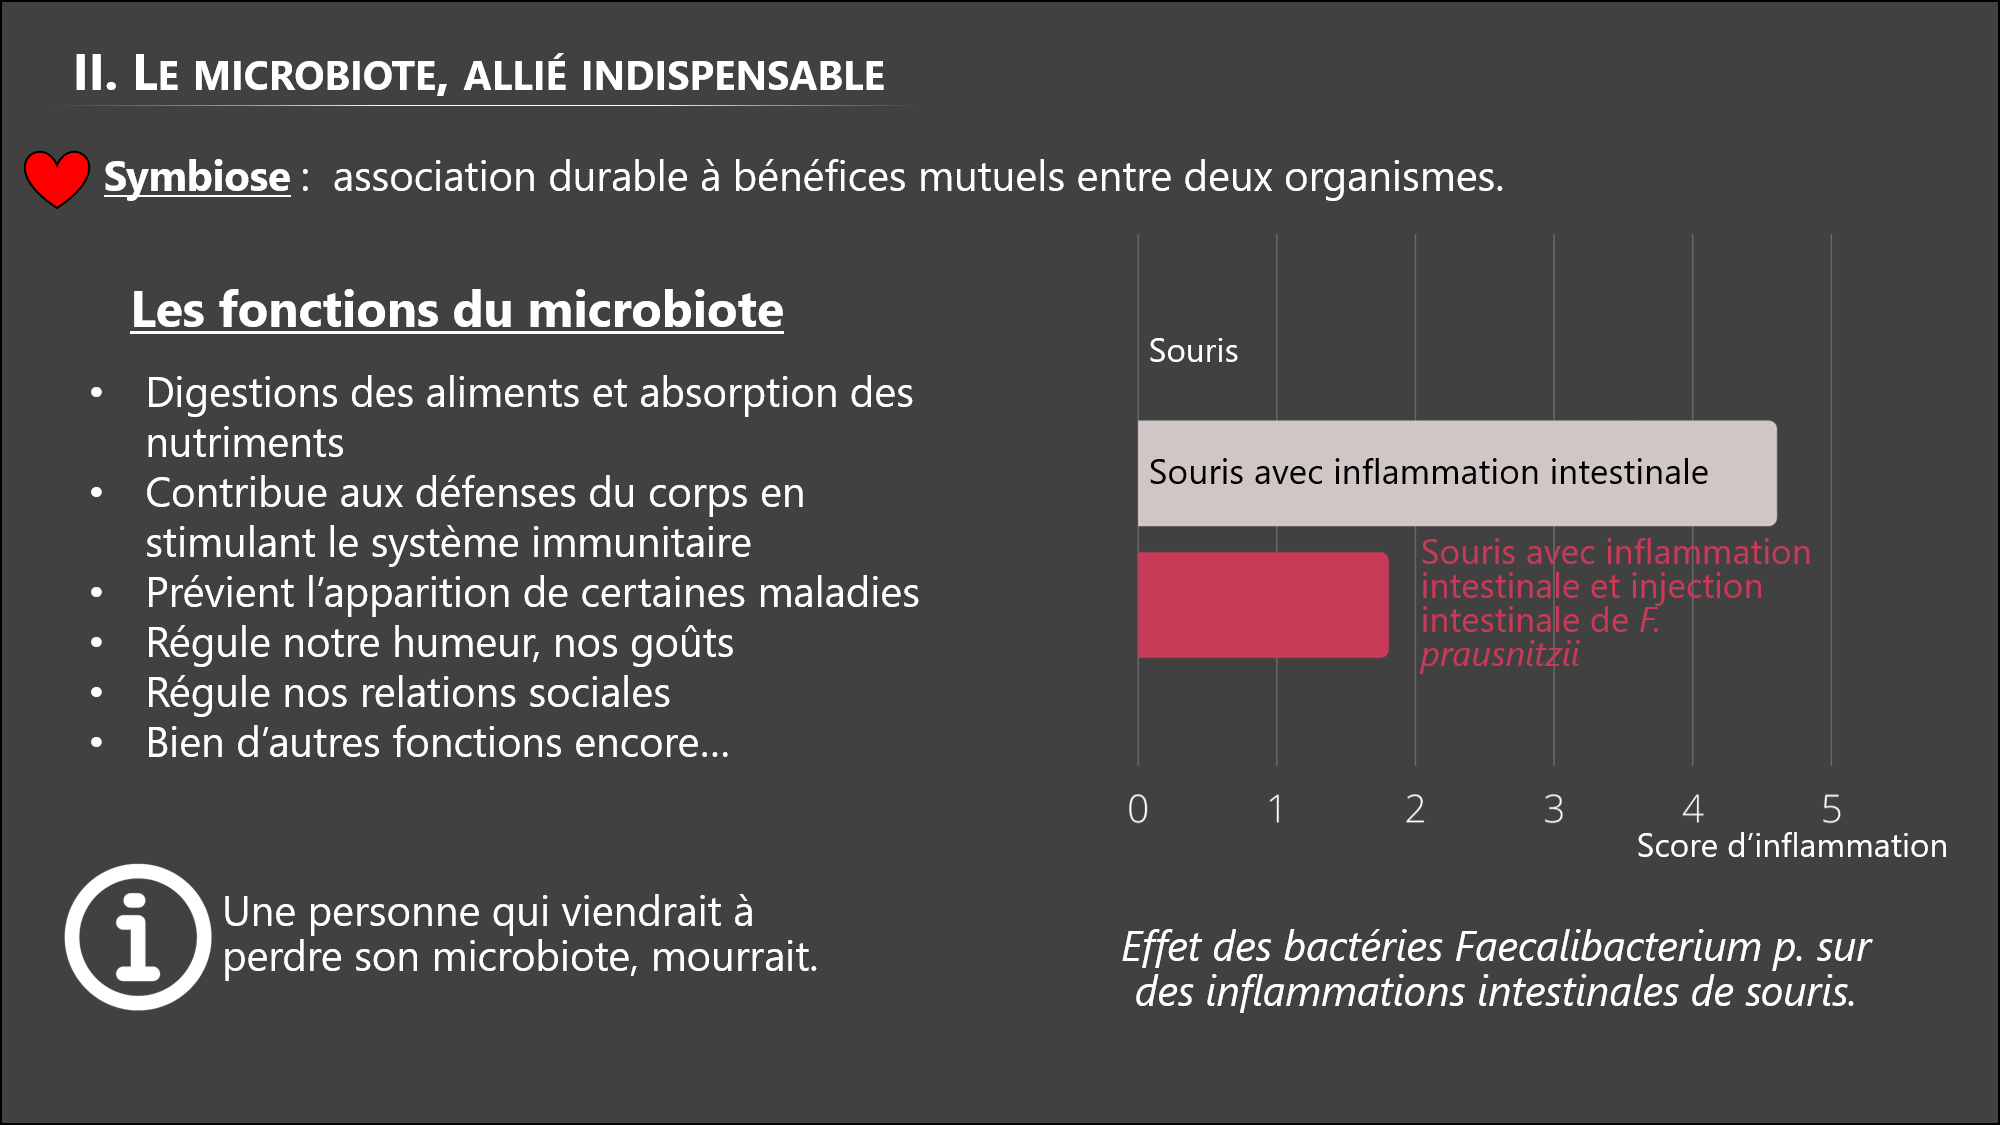 II. LE MICROBIOTE, ALLIÉ INDISPENSABLE
Symbiose : association durable à bénéfices mutuels entre deux organismes.
Les fonctions du microbiote
• Digestions des aliments et absorption des
nutriments
• Contribue aux défenses du corps en
stimulant le système immunitaire
• Prévient l’apparition de certaines maladies
• Régule notre humeur, nos goûts
• Régule nos relations sociales
• Bien d’autres fonctions encore…
Une personne qui viendrait à
perdre son microbiote, mourrait.
Souris
Souris avec inflammation intestinale
Souris avec inflammation
intestinale et injection
intestinale de F.
prausnitzii
0 1 2 3 4 5
Score d’inflammation
Effet des bactéries Faecalibacterium p. sur
des inflammations intestinales de souris.